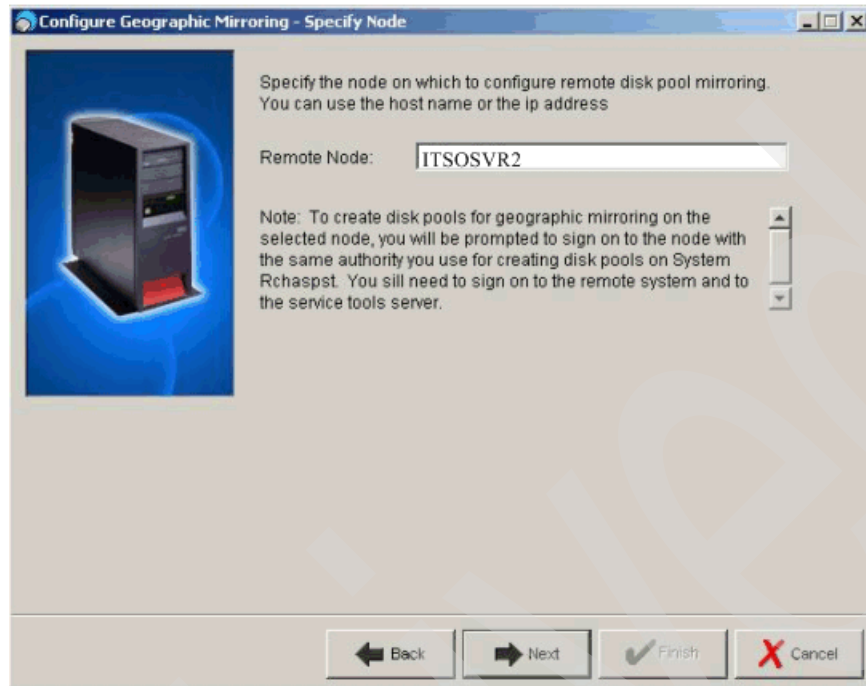 Configure Geographic Mirroring - Specify Node
Specify the node on which to configure remote disk pool mirroring.
You can use the host name or the ip address
Remote Node:
ITSOSVR2
Note: To create disk pools for geographic mirroring on the
selected node, you will be prompted to sign on to the node with
the same authority you use for creating disk pools on System
Rchaspst. You sill need to sign on to the remote system and to
the service tools server.
Back
Next
Finish
Cancel